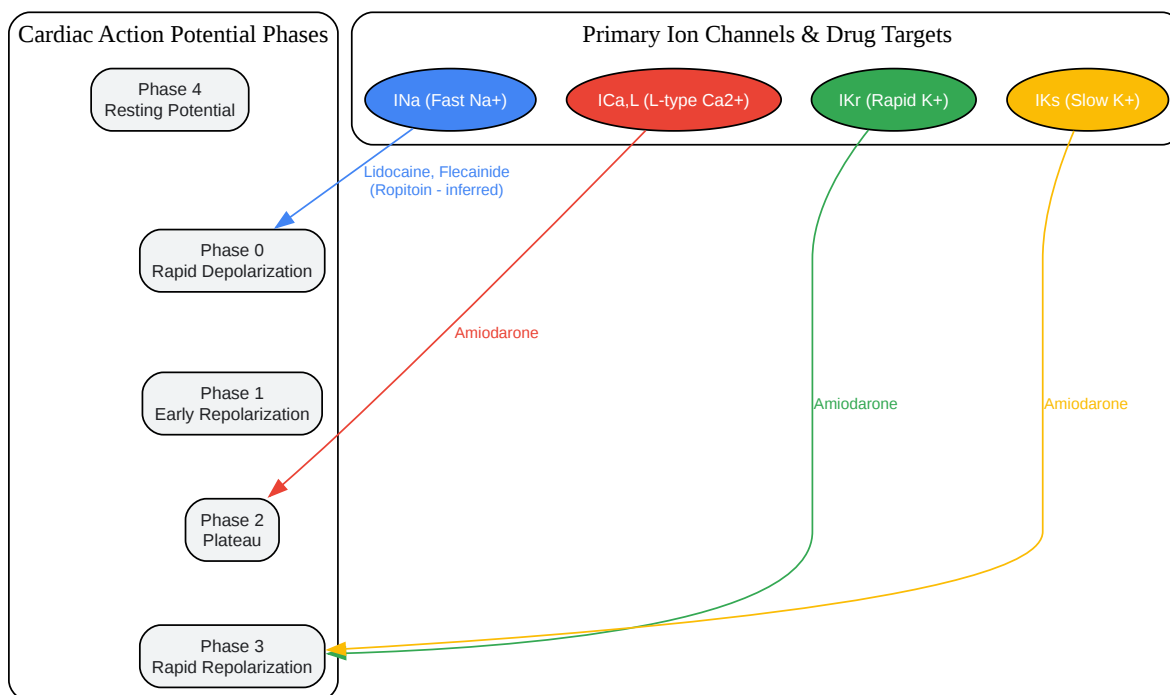 Cardiac Action Potential Phases
Primary Ion Channels & Drug Targets
Phase 4
Resting Potential
INa (Fast Na+)
ICa,L (L-type Ca2+)
IKr (Rapid K+)
IKs (Slow K+)
Lidocaine, Flecainide
(Ropitoin - inferred)
Phase 0
Rapid Depolarization
Amiodarone
Phase 1
Early Repolarization
Amiodarone
Amiodarone
Phase 2
Plateau
Phase 3
Rapid Repolarization